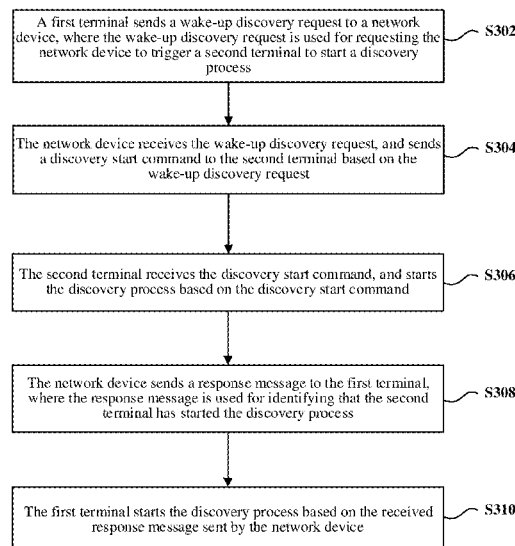 A first terminal sends a wake-up discovery request to a network
device, where the wake-up discovery request is used for requesting the
network device to trigger a second terminal to start a discovery
process
S302
The network device receives the wake-up discovery request, and sends
a discovery start command to the second terminal based on the
wake-up discovery request
S304
The second terminal receives the discovery start command, and starts
the discovery process based on the discovery start command
S306
The network device sends a response message to the first terminal,
where the response message is used for identifying that the second
terminal has started the discovery process
S308
The first terminal starts the discovery process based on the received
response message sent by the network device
S310